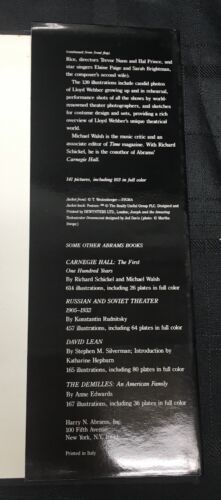 (continued from front flap)
Rice, directors Trevor Nunn and Hal Prince, and
star singers Elaine Paige and Sarah Brightman,
the composer's second wife).
The 130 illustrations include candid photos
of Lloyd Webber growing up and in rehearsal,
performance shots of all the shows by world-
renowned theater photographers, and sketches
for costume design and sets, providing a rich
overview of Lloyd Webber's unique theatrical
world.
Michael Walsh is the music critic and an
associate editor of Time magazine. With Richard
Schickel, he is the coauthor of Abrams'
Carnegie Hall.
141 pictures, including 103 in full color
SOME OTHER ABRAMS BOOKS
CARNEGIE HALL: The First
One Hundred Years
By Richard Schickel and Michael Walsh
614 illustrations, including 26 plates in full color
RUSSIAN AND SOVIET THEATER
1905-1932
By Konstantin Rudnitsky
457 illustrations, including 64 plates in full color
DAVID LEAN
By Stephen M. Silverman; Introduction by
Katharine Hepburn
165 illustrations, including 80 plates in full color
THE DEMILLES: An American Family
By Anne Edwards
167 illustrations, including 36 plates in full color
Harry N. Abrams, Inc.
100 Fifth Avenue
New York, N.Y.
Printed in Italy